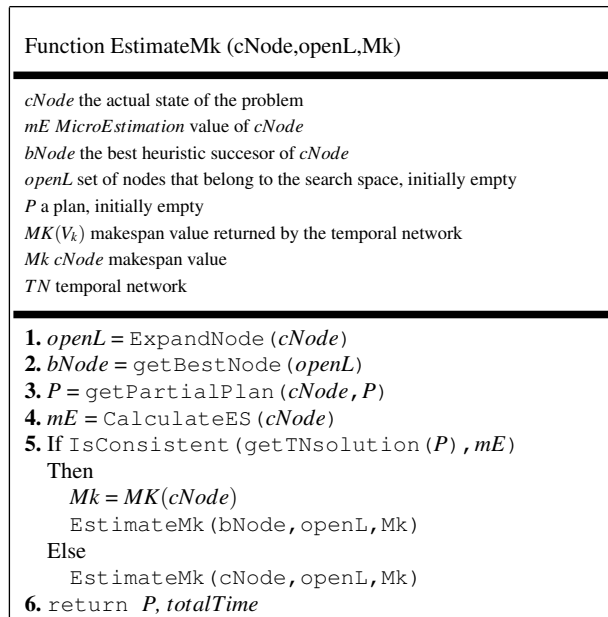 Function EstimateMk (cNode,openL,Mk)
cNode the actual state of the problem
mE MicroEstimation value of cNode
bNode the best heuristic succesor of cNode
openL set of nodes that belong to the search space, initially empty
P a plan, initially empty
MK(V_k) makespan value returned by the temporal network
Mk cNode makespan value
TN temporal network
1. openL = ExpandNode(cNode)
2. bNode = getBestNode(openL)
3. P = getPartialPlan(cNode,P)
4. mE = CalculateES(cNode)
5. If IsConsistent(getTNsolution(P),mE)
Then
Mk = MK(cNode)
EstimateMk(bNode,openL,Mk)
Else
EstimateMk(cNode,openL,Mk)
6. return P, totalTime